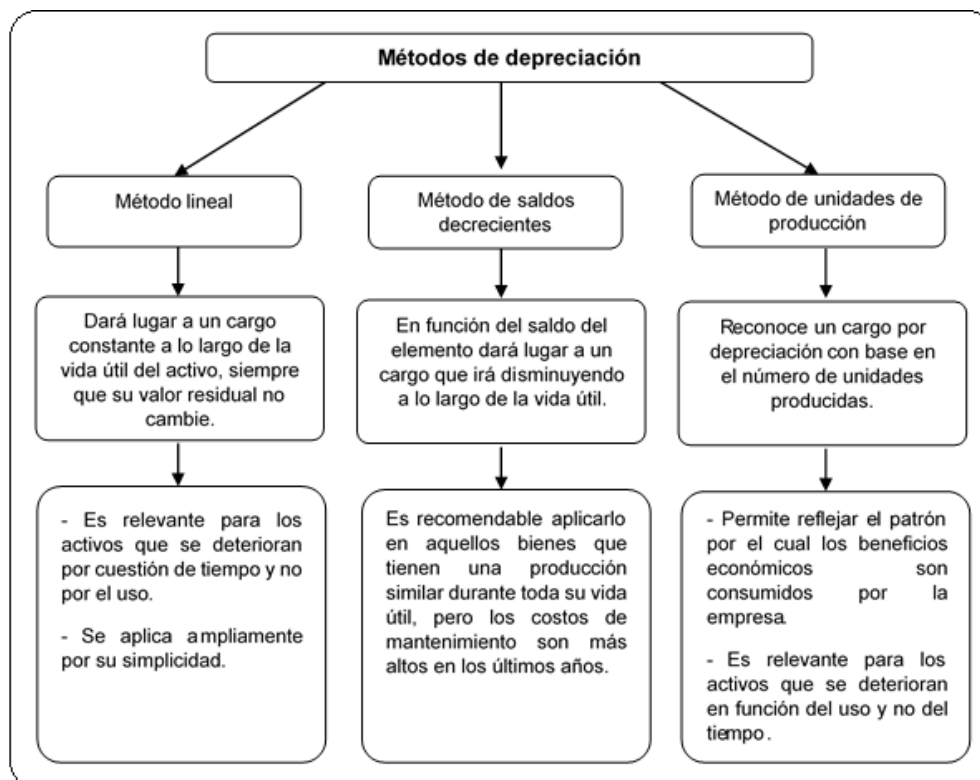 Métodos de depreciación
Método lineal
Dará lugar a un cargo
constante a lo largo de la
vida útil del activo, siempre
que su valor residual no
cambie.
- Es relevante para los
activos que se deterioran
por cuestión de tiempo y no
por el uso.
- Se aplica ampliamente
por su simplicidad.
Método de saldos
decrecientes
En función del saldo del
elemento dará lugar a un
cargo que irá disminuyendo
a lo largo de la vida útil.
Es recomendable aplicarlo
en aquellos bienes que
tienen una producción
similar durante toda su vida
útil, pero los costos de
mantenimiento son más
altos en los últimos años.
Método de unidades de
producción
Reconoce un cargo por
depreciación con base en
el número de unidades
producidas.
- Permite reflejar el patrón
por el cual los beneficios
económicos son
consumidos por la
empresa.
- Es relevante para los
activos que se deterioran
en función del uso y no del
tiempo.